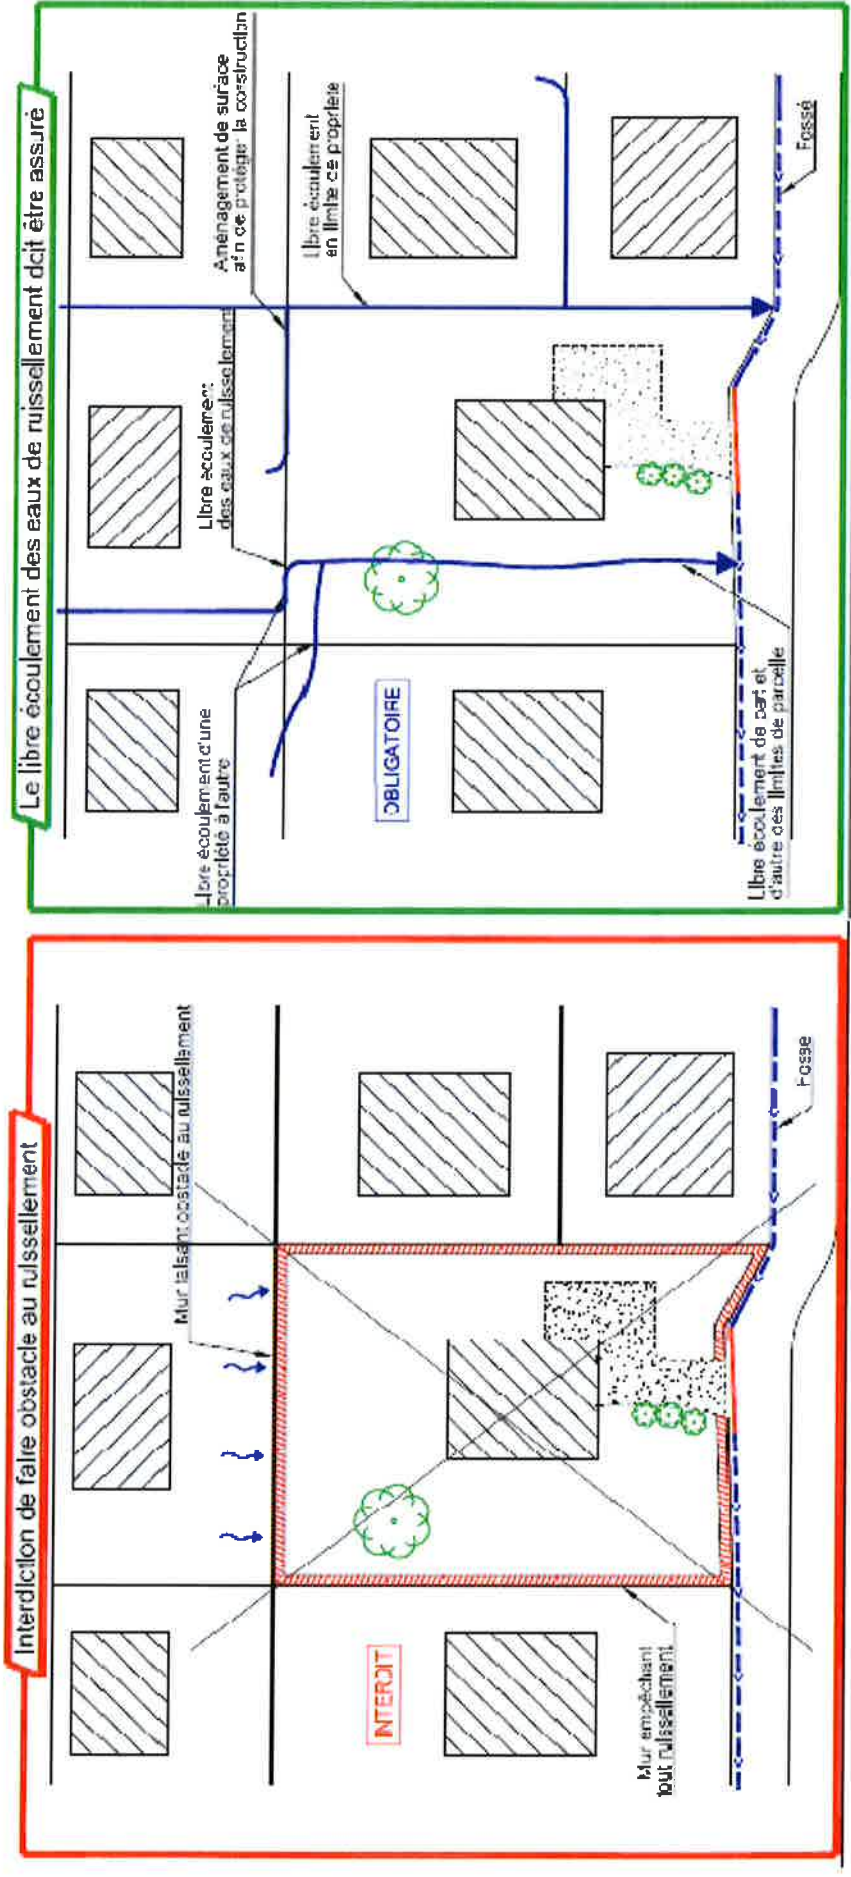 Interdiction de faire obstacle au ruissellement
Mur faisant obstacle au ruissellement
INTERDIT
Mur empêchant
tout ruissellement
Fossé
Le libre écoulement des eaux de ruissellement doit être assuré
Libre écoulement d'une
propriété à l'autre
Libre écoulement
des eaux de ruissellement
Aménagement de surface
afin de protéger la construction
Libre écoulement
en limite de propriété
OBLIGATOIRE
Libre écoulement de part et
d'autre des limites de parcelle
Fossé